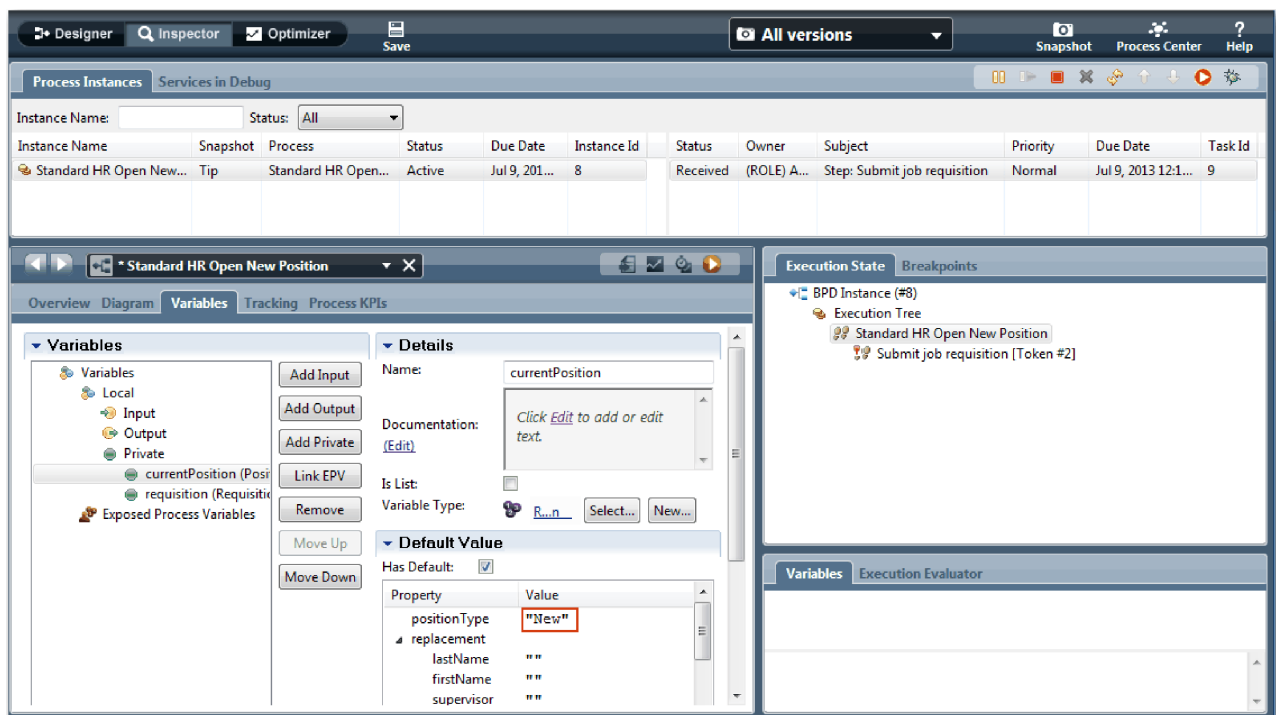 Designer Inspector Optimizer Save All versions Snapshot Process Center Help
Process Instances Services in Debug
Instance Name: Status: All
Instance Name Snapshot Process Status Due Date Instance Id Status Owner Subject Priority Due Date Task Id
Standard HR Open New... Tip Standard HR Open... Active Jul 9, 201... 8 Received (ROLE) A... Step: Submit job requisition Normal Jul 9, 2013 12:1... 9
* Standard HR Open New Position
Overview Diagram Variables Tracking Process KPIs
Variables
Variables
Local
Input
Output
Private
currentPosition (Posi
requisition (Requisitio
Exposed Process Variables
Add Input
Add Output
Add Private
Link EPV
Remove
Move Up
Move Down
Details
Name: currentPosition
Documentation:
(Edit)
Click Edit to add or edit
text.
Is List:
Variable Type: R...n Select... New...
Default Value
Has Default:
Property Value
positionType "New"
replacement
lastName ""
firstName ""
supervisor ""
Execution State Breakpoints
BPD Instance (#8)
Execution Tree
Standard HR Open New Position
Submit job requisition [Token #2]
Variables Execution Evaluator